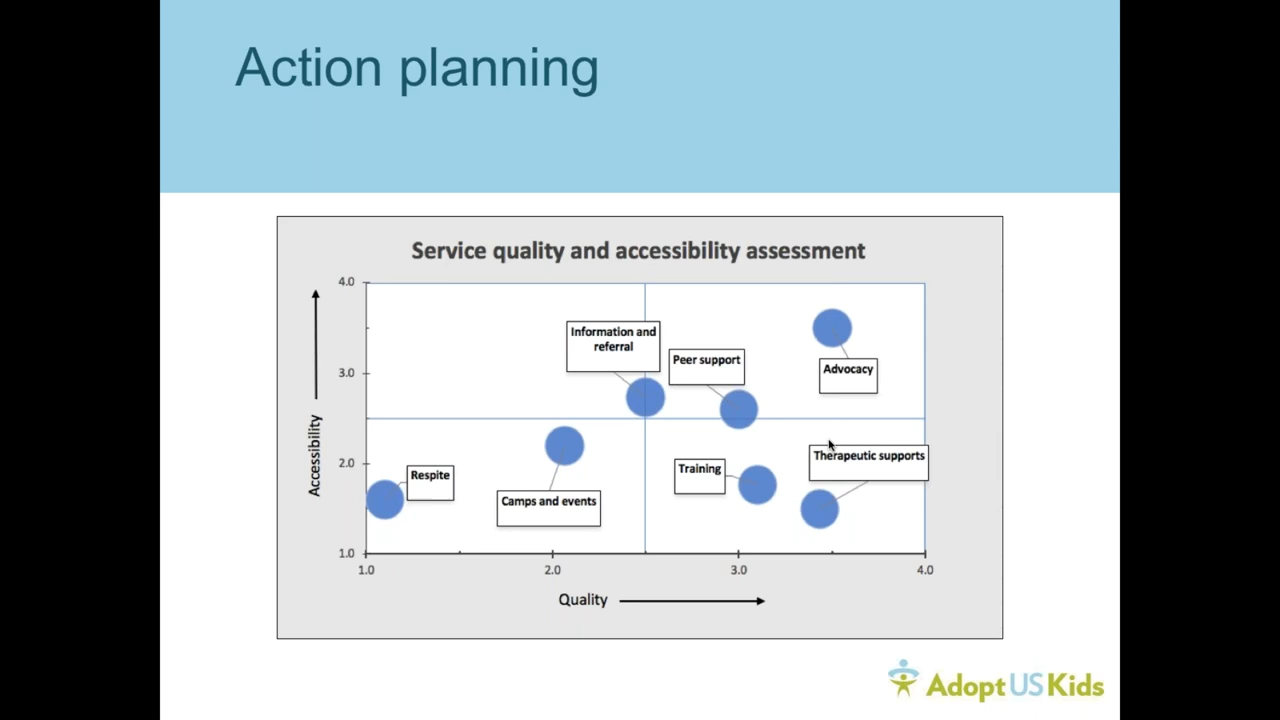 Action planning
Service quality and accessibility assessment
4.0
Information and
referral
Peer support
3.0
Advocacy
Accessibility
Therapeutic supports
2.0
Training
Respite
Camps and events
1.0
1.0
2.0
3.0
4.0
Quality
AdoptUSKids